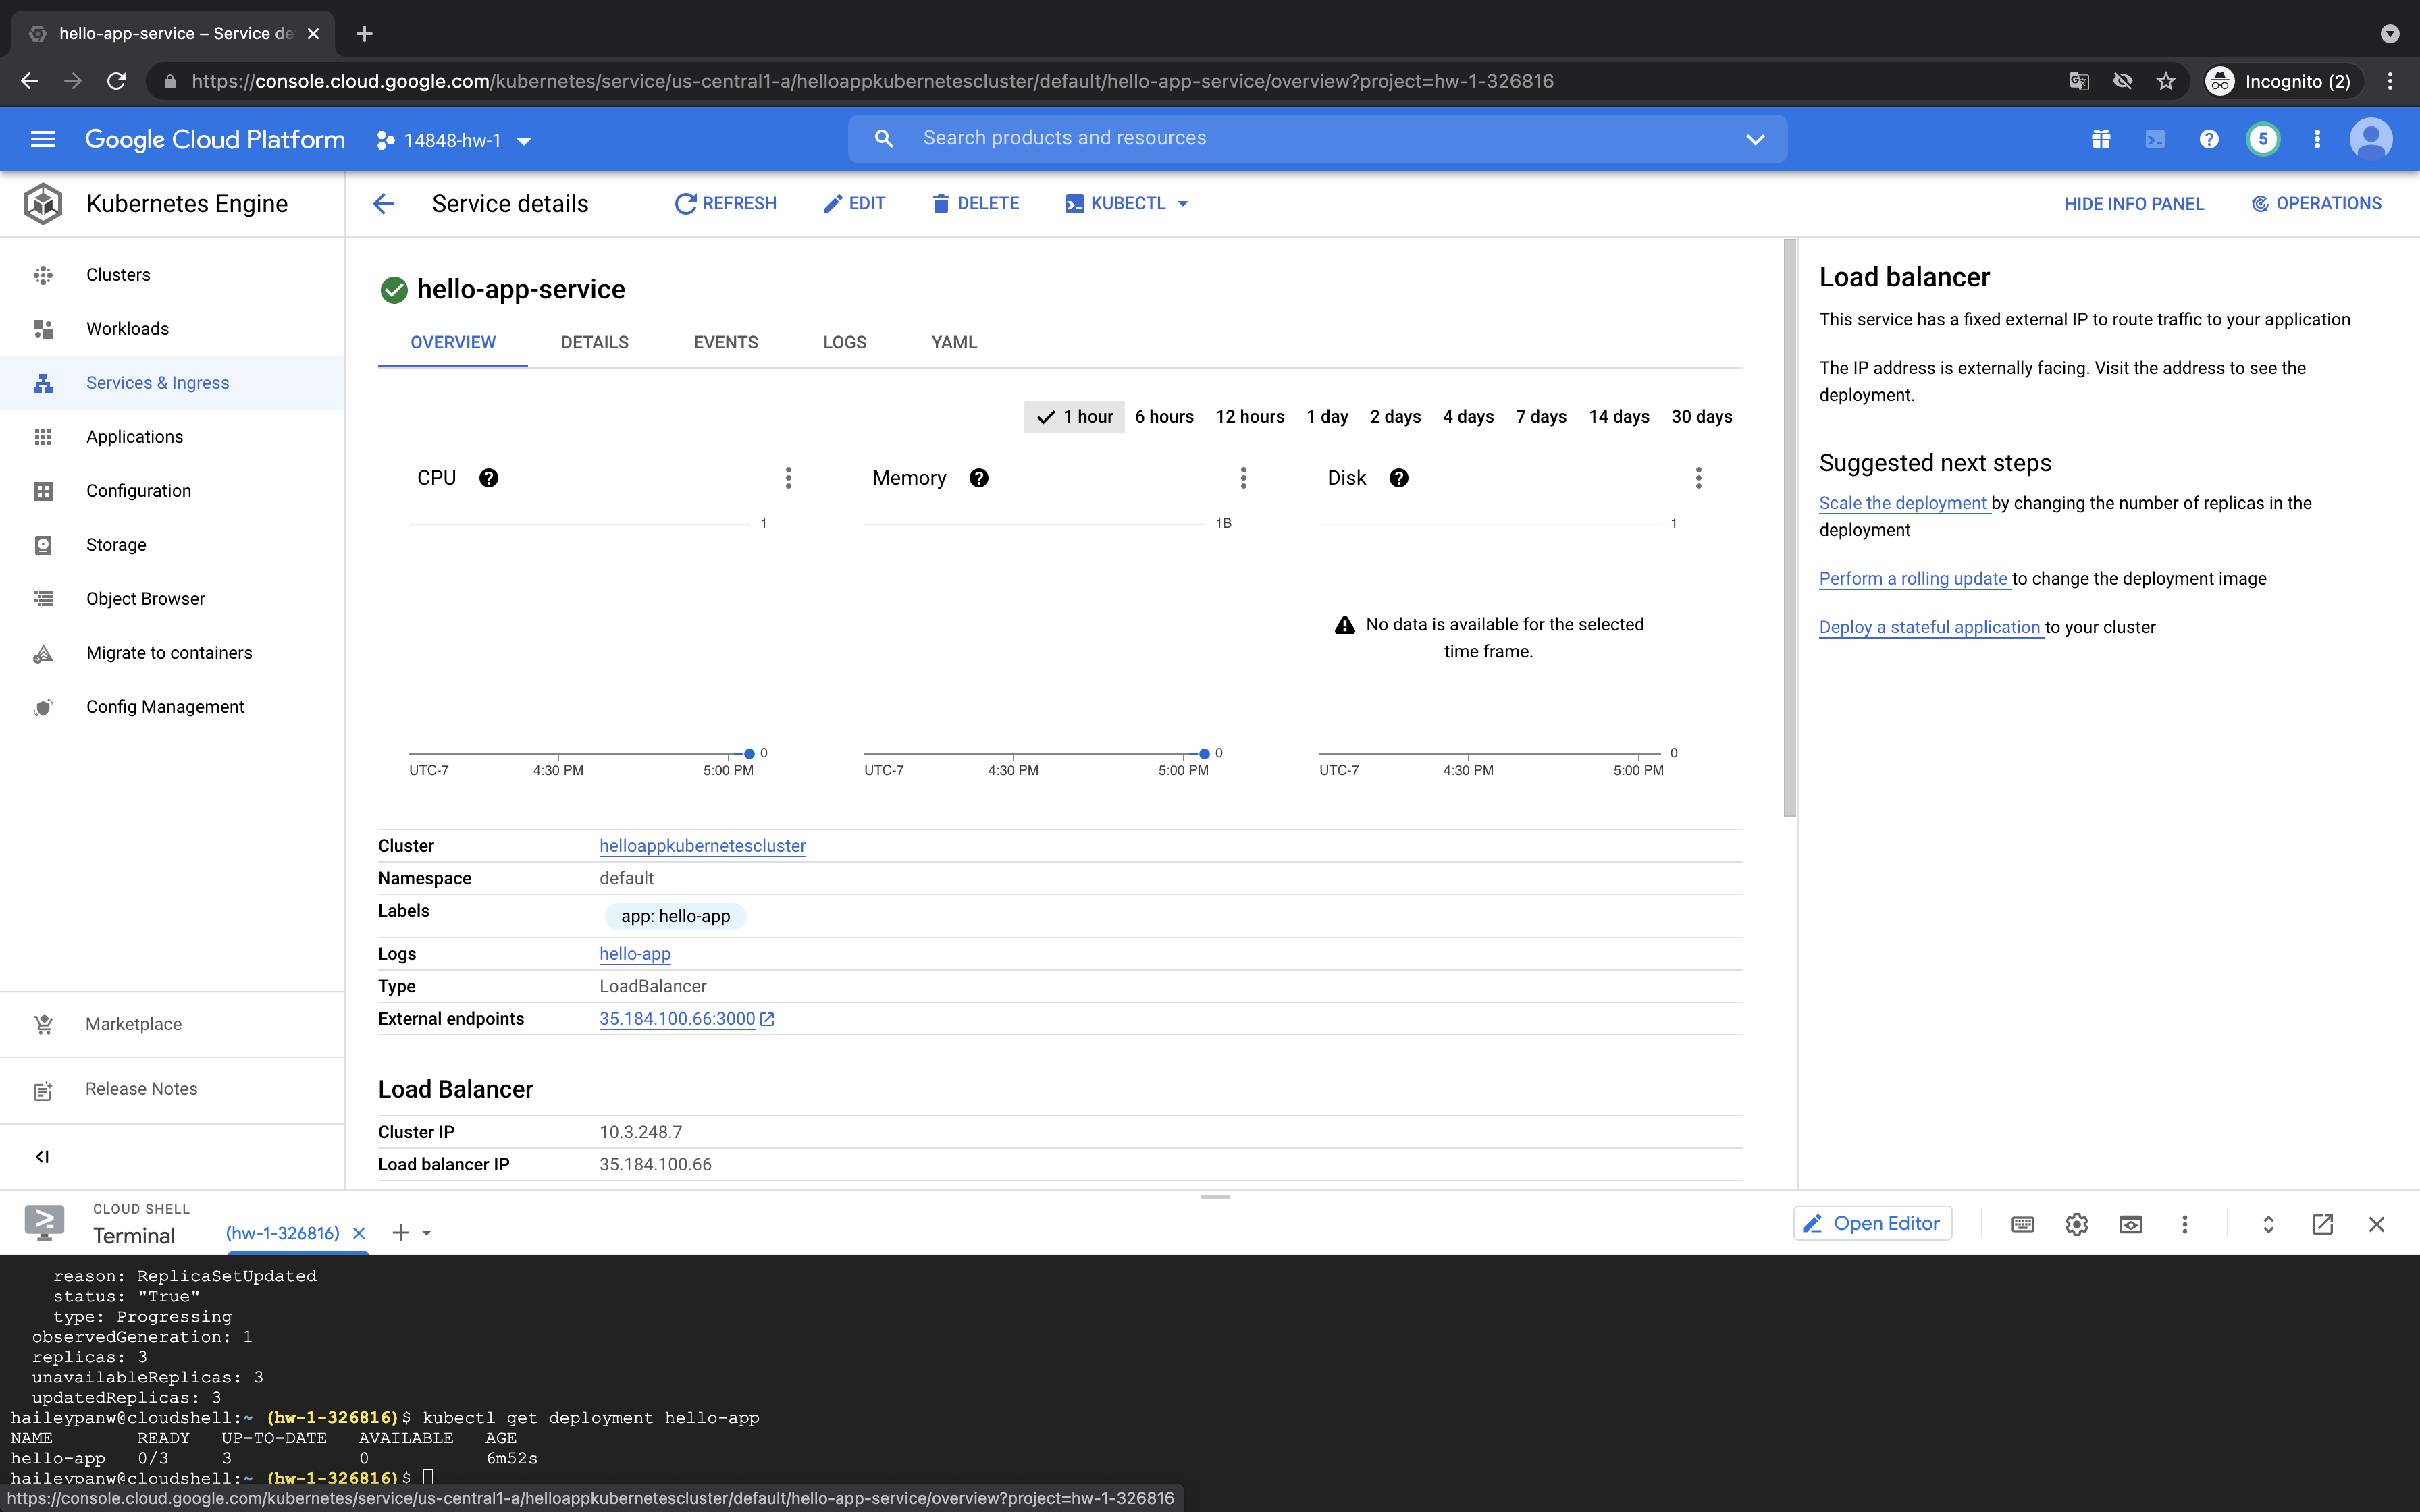 hello-app-service – Service de
https://console.cloud.google.com/kubernetes/service/us-central1-a/helloappkubernetescluster/default/hello-app-service/overview?project=hw-1-326816
Incognito (2)
Google Cloud Platform
14848-hw-1
Search products and resources
5
Kubernetes Engine
Service details
REFRESH
EDIT
DELETE
KUBECTL
HIDE INFO PANEL
OPERATIONS
Clusters
Workloads
Services & Ingress
Applications
Configuration
Storage
Object Browser
Migrate to containers
Config Management
Marketplace
Release Notes
hello-app-service
OVERVIEW DETAILS EVENTS LOGS YAML
1 hour 6 hours 12 hours 1 day 2 days 4 days 7 days 14 days 30 days
CPU
1
0
UTC-7 4:30 PM 5:00 PM
Memory
1B
0
UTC-7 4:30 PM 5:00 PM
Disk
1
No data is available for the selected
time frame.
0
UTC-7 4:30 PM 5:00 PM
Cluster helloappkubernetescluster
Namespace default
Labels app: hello-app
Logs hello-app
Type LoadBalancer
External endpoints 35.184.100.66:3000
Load Balancer
Cluster IP 10.3.248.7
Load balancer IP 35.184.100.66
Load balancer
This service has a fixed external IP to route traffic to your application
The IP address is externally facing. Visit the address to see the
deployment.
Suggested next steps
Scale the deployment by changing the number of replicas in the
deployment
Perform a rolling update to change the deployment image
Deploy a stateful application to your cluster
CLOUD SHELL
Terminal
(hw-1-326816)
Open Editor
reason: ReplicaSetUpdated
status: "True"
type: Progressing
observedGeneration: 1
replicas: 3
unavailableReplicas: 3
updatedReplicas: 3
haileypanw@cloudshell:~ (hw-1-326816)$ kubectl get deployment hello-app
NAME READY UP-TO-DATE AVAILABLE AGE
hello-app 0/3 3 0 6m52s
haileypanw@cloudshell:~ (hw-1-326816)$
https://console.cloud.google.com/kubernetes/service/us-central1-a/helloappkubernetescluster/default/hello-app-service/overview?project=hw-1-326816